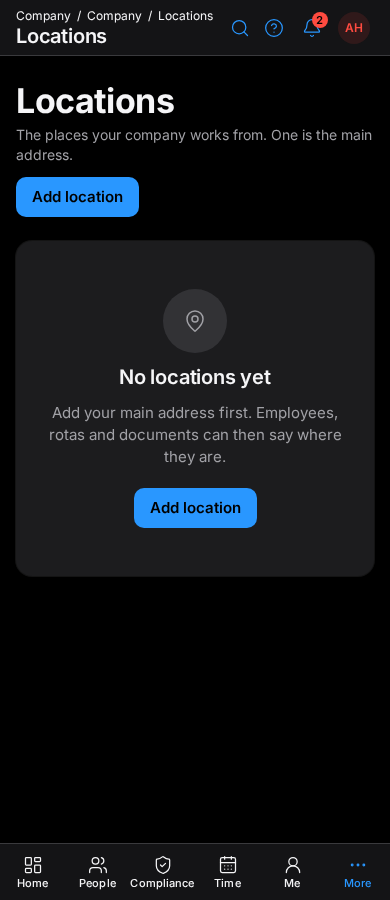 Company / Company / Locations
Locations
2
AH
Locations
The places your company works from. One is the main
address.
Add location
No locations yet
Add your main address first. Employees,
rotas and documents can then say where
they are.
Add location
Home
People
Compliance
Time
Me
More